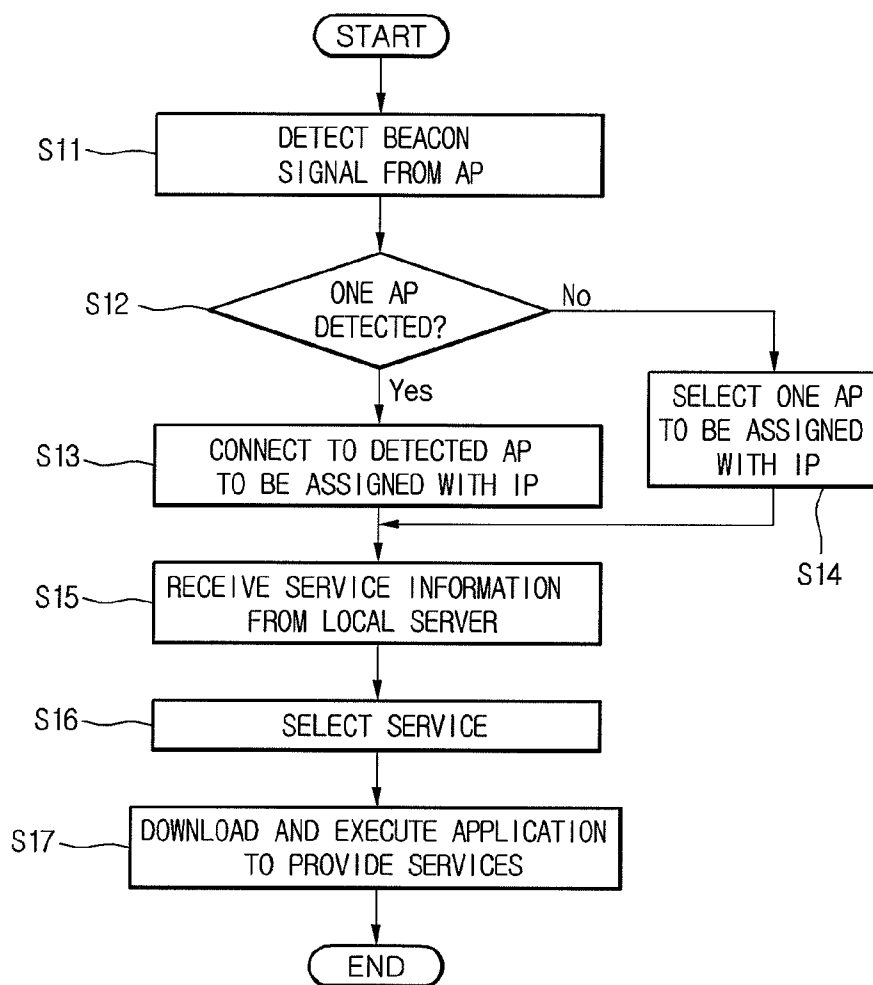 START
S11
DETECT BEACON
SIGNAL FROM AP
S12
ONE AP
DETECTED?
No
Yes
S13
CONNECT TO DETECTED AP
TO BE ASSIGNED WITH IP
SELECT ONE AP
TO BE ASSIGNED
WITH IP
S14
S15
RECEIVE SERVICE INFORMATION
FROM LOCAL SERVER
S16
SELECT SERVICE
S17
DOWNLOAD AND EXECUTE APPLICATION
TO PROVIDE SERVICES
END